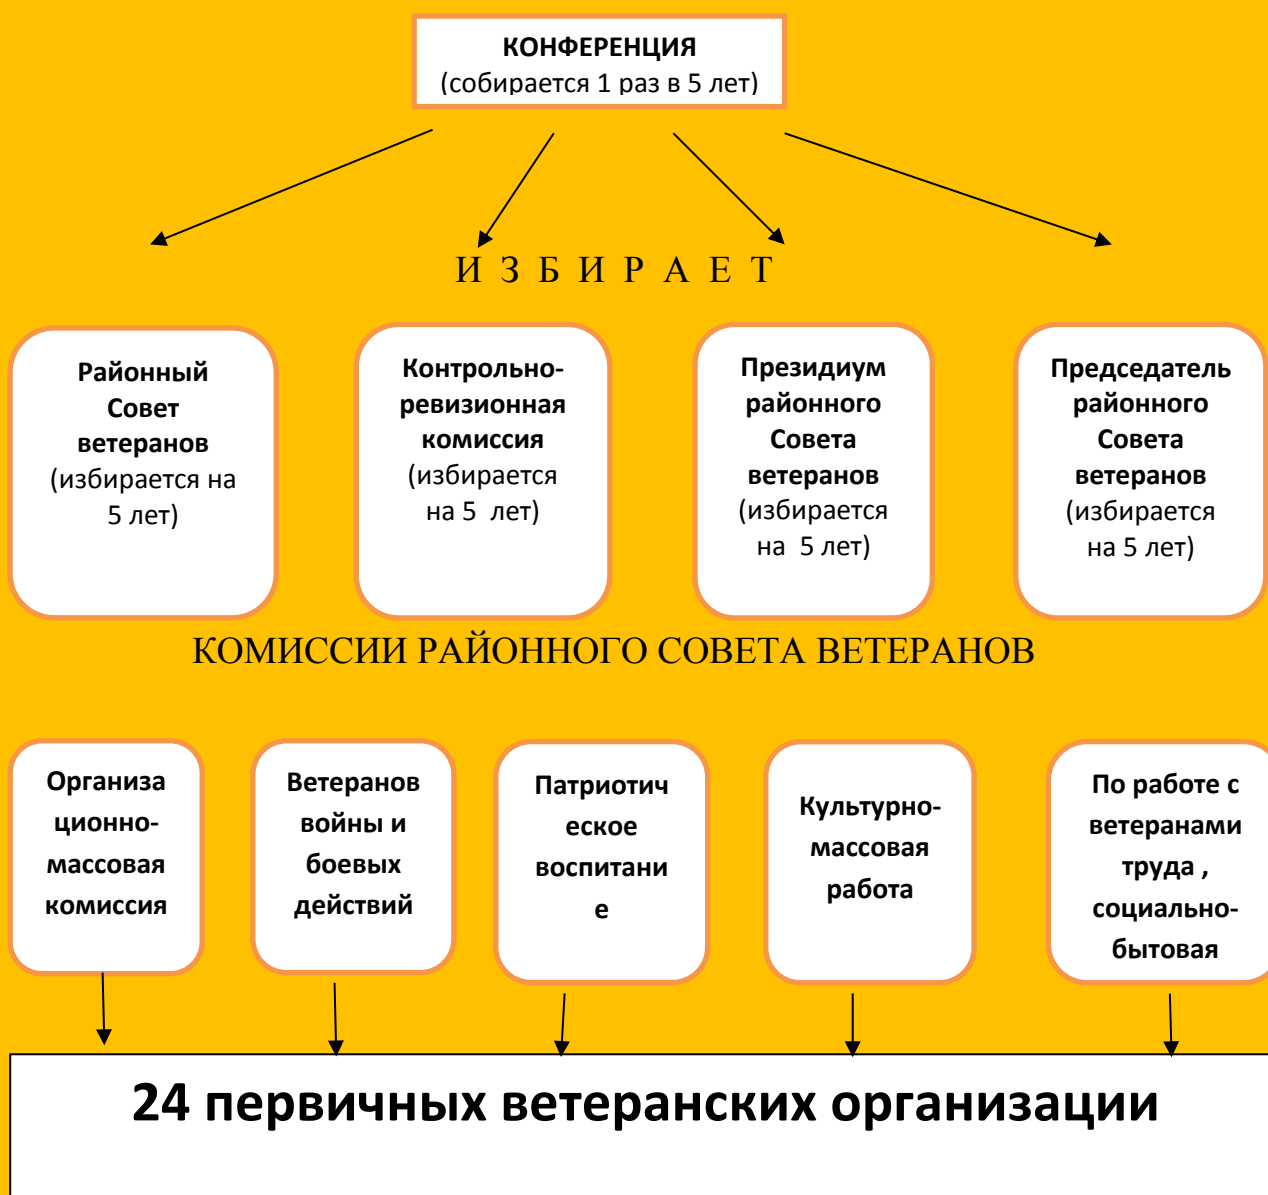 КОНФЕРЕНЦИЯ
(собирается 1 раз в 5 лет)
И З Б И Р А Е Т
Районный
Совет
ветеранов
(избирается на
5 лет)
Контрольно-
ревизионная
комиссия
(избирается
на 5 лет)
Президиум
районного
Совета
ветеранов
(избирается
на 5 лет)
Председатель
районного
Совета
ветеранов
(избирается
на 5 лет)
КОМИССИИ РАЙОННОГО СОВЕТА ВЕТЕРАНОВ
Организа
ционно-
массовая
комиссия
Ветеранов
войны и
боевых
действий
Патриотич
еское
воспитани
е
Культурно-
массовая
работа
По работе с
ветеранами
труда ,
социально-
бытовая
24 первичных ветеранских организации